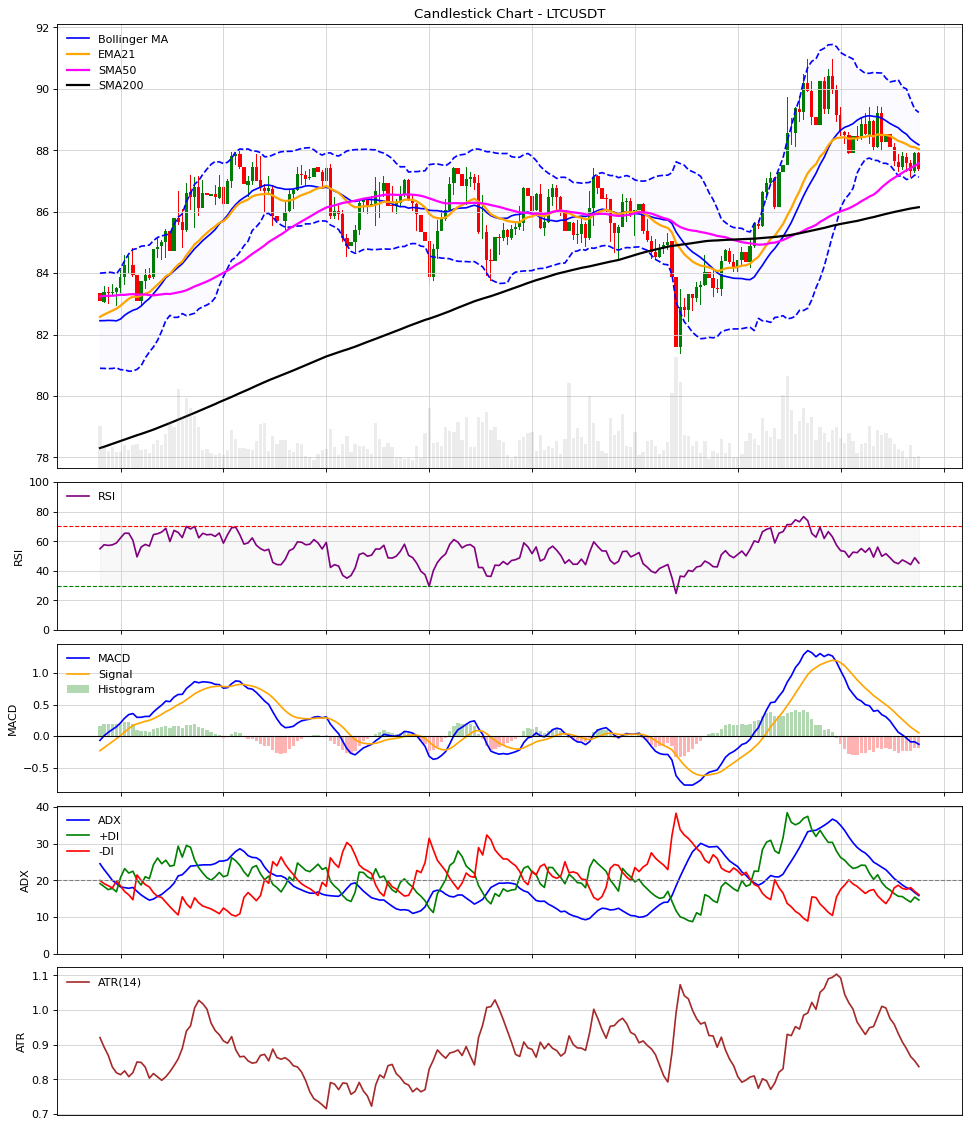 Candlestick Chart - LTCUSDT
92
90
88
86
84
82
80
78
Bollinger MA
EMA21
SMA50
SMA200
100
80
60
40
20
0
RSI
RSI
1.0
0.5
0.0
−0.5
MACD
MACD
Signal
Histogram
40
30
20
10
0
ADX
ADX
+DI
-DI
1.1
1.0
0.9
0.8
0.7
ATR
ATR(14)